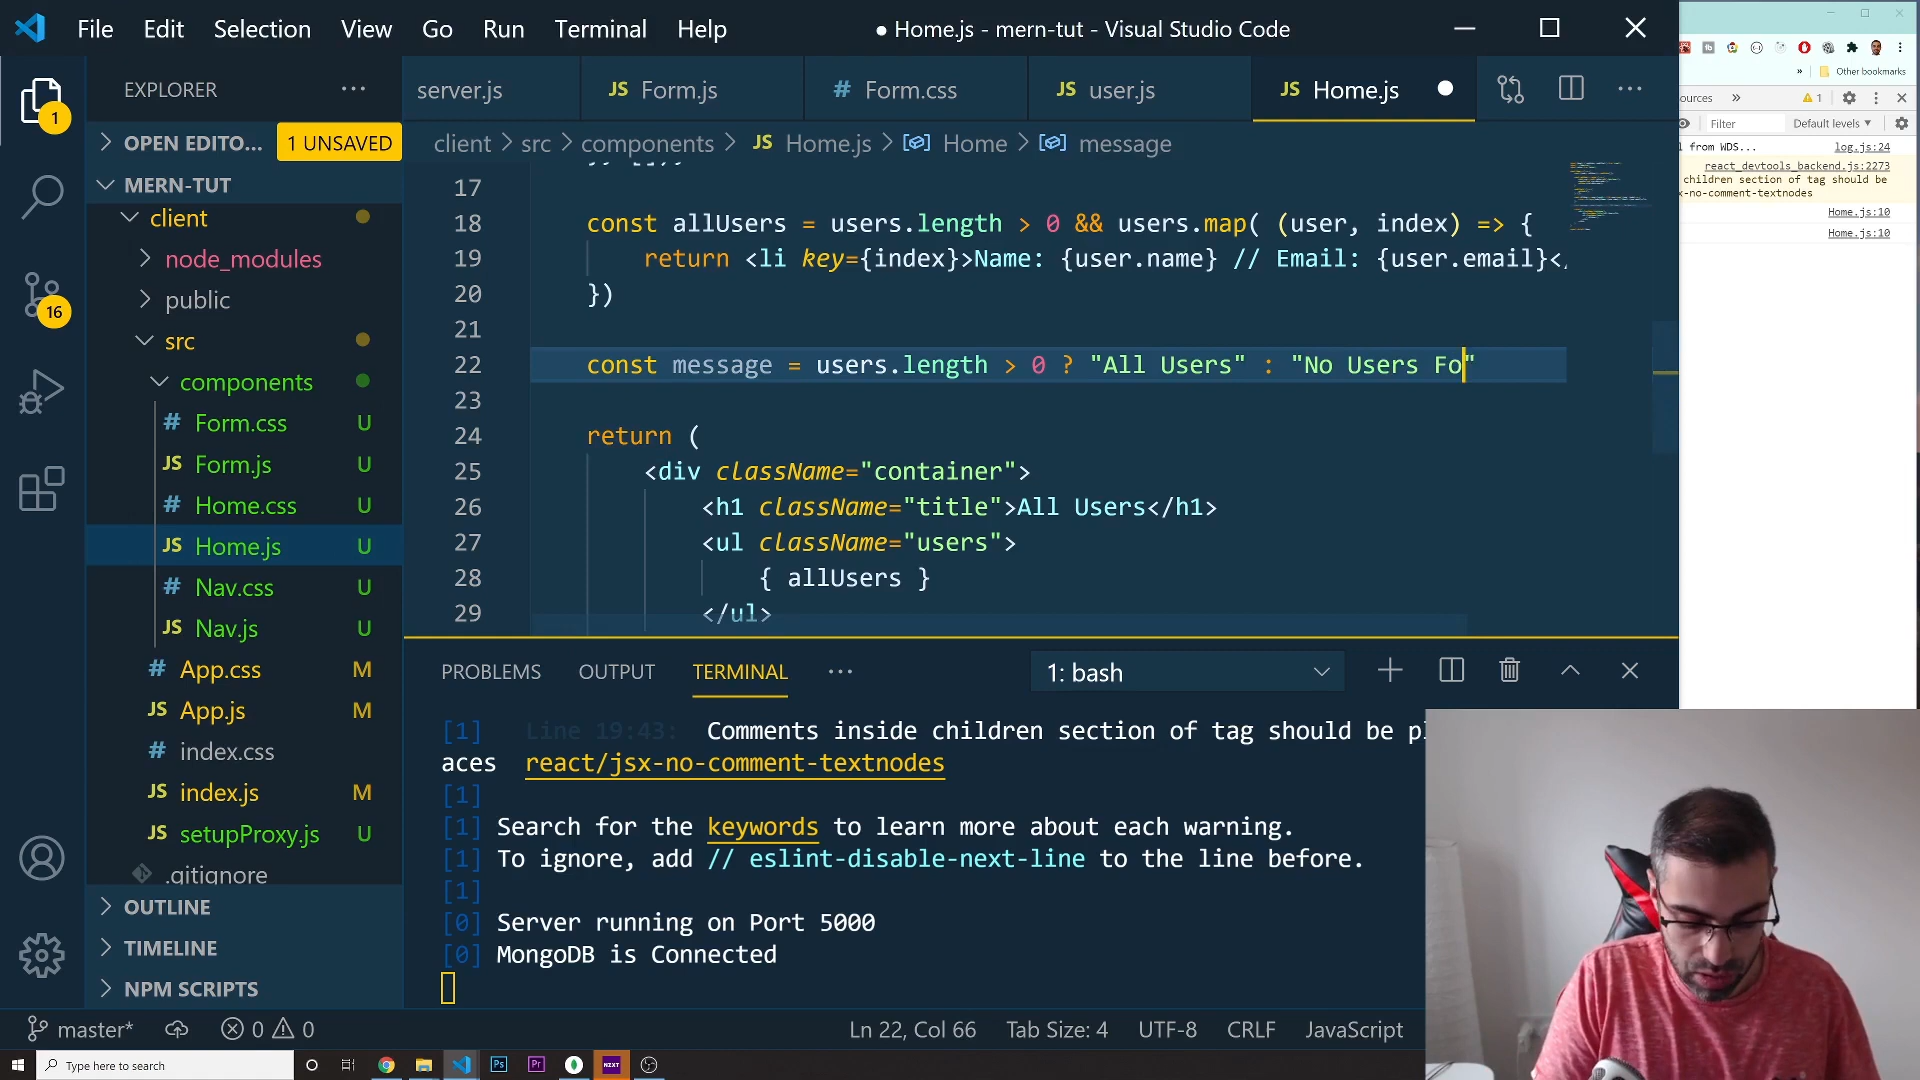 File Edit Selection View Go Run Terminal Help
● Home.js - mern-tut - Visual Studio Code
EXPLORER ···
server.js
JS Form.js
# Form.css
JS user.js
JS Home.js
client > src > components > JS Home.js > Home > message
OPEN EDITO... 1 UNSAVED
MERN-TUT
client
node_modules
public
src
components
# Form.css U
JS Form.js U
# Home.css U
JS Home.js U
# Nav.css U
JS Nav.js U
# App.css M
JS App.js M
# index.css
JS index.js M
JS setupProxy.js U
.gitignore
OUTLINE
TIMELINE
NPM SCRIPTS
1
16
17
18 const allUsers = users.length > 0 && users.map( (user, index) => {
19 return <li key={index}>Name: {user.name} // Email: {user.email}<
20 })
21
22 const message = users.length > 0 ? "All Users" : "No Users Fo"
23
24 return (
25 <div className="container">
26 <h1 className="title">All Users</h1>
27 <ul className="users">
28 { allUsers }
29 </ul>
PROBLEMS OUTPUT TERMINAL ··· 1: bash
[1] Line 19:43: Comments inside children section of tag should be pl
aces react/jsx-no-comment-textnodes
[1]
[1] Search for the keywords to learn more about each warning.
[1] To ignore, add // eslint-disable-next-line to the line before.
[1]
[0] Server running on Port 5000
[0] MongoDB is Connected
master* 0 0 Ln 22, Col 66 Tab Size: 4 UTF-8 CRLF JavaScript
Type here to search
Ps
Pr
NZXT
» Other bookmarks
ources » 1
Filter Default levels ▼
l from WDS... log.js:24
react_devtools_backend.js:2273
children section of tag should be
x-no-comment-textnodes
Home.js:10
Home.js:10